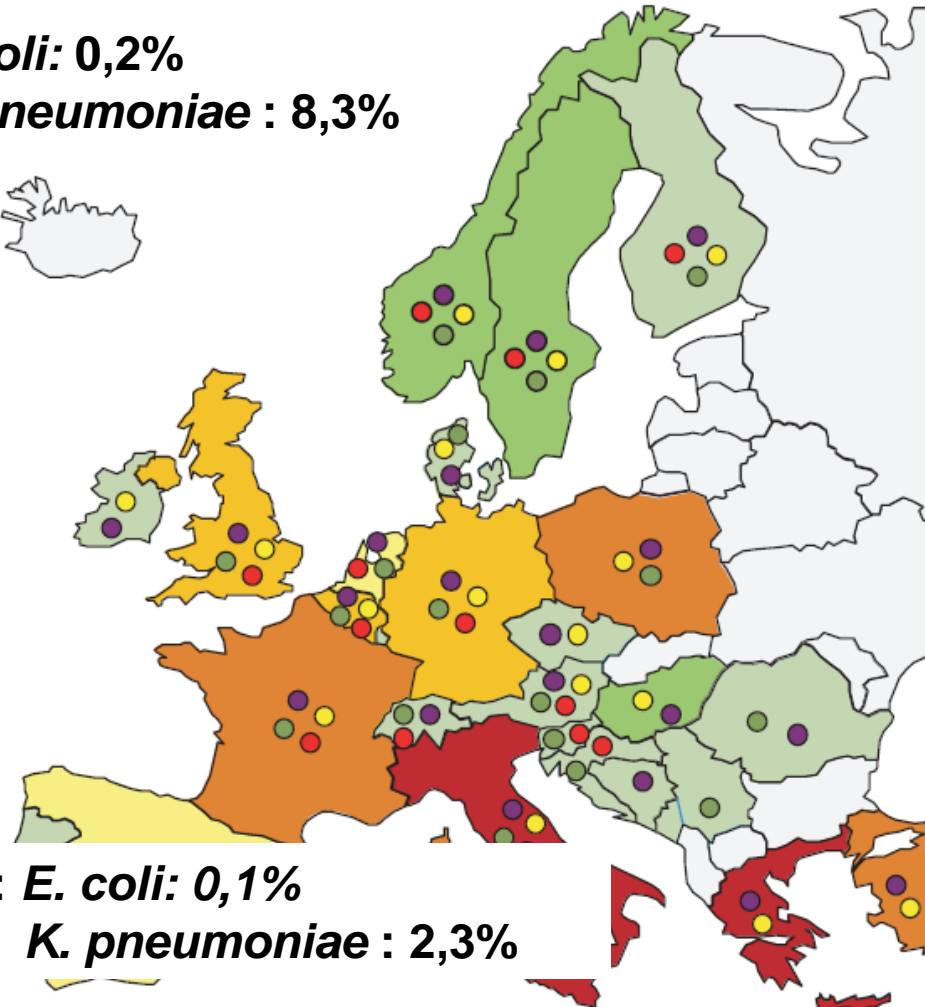 oli: 0,2%
neumoniae : 8,3%
: E. coli: 0,1%
K. pneumoniae : 2,3%